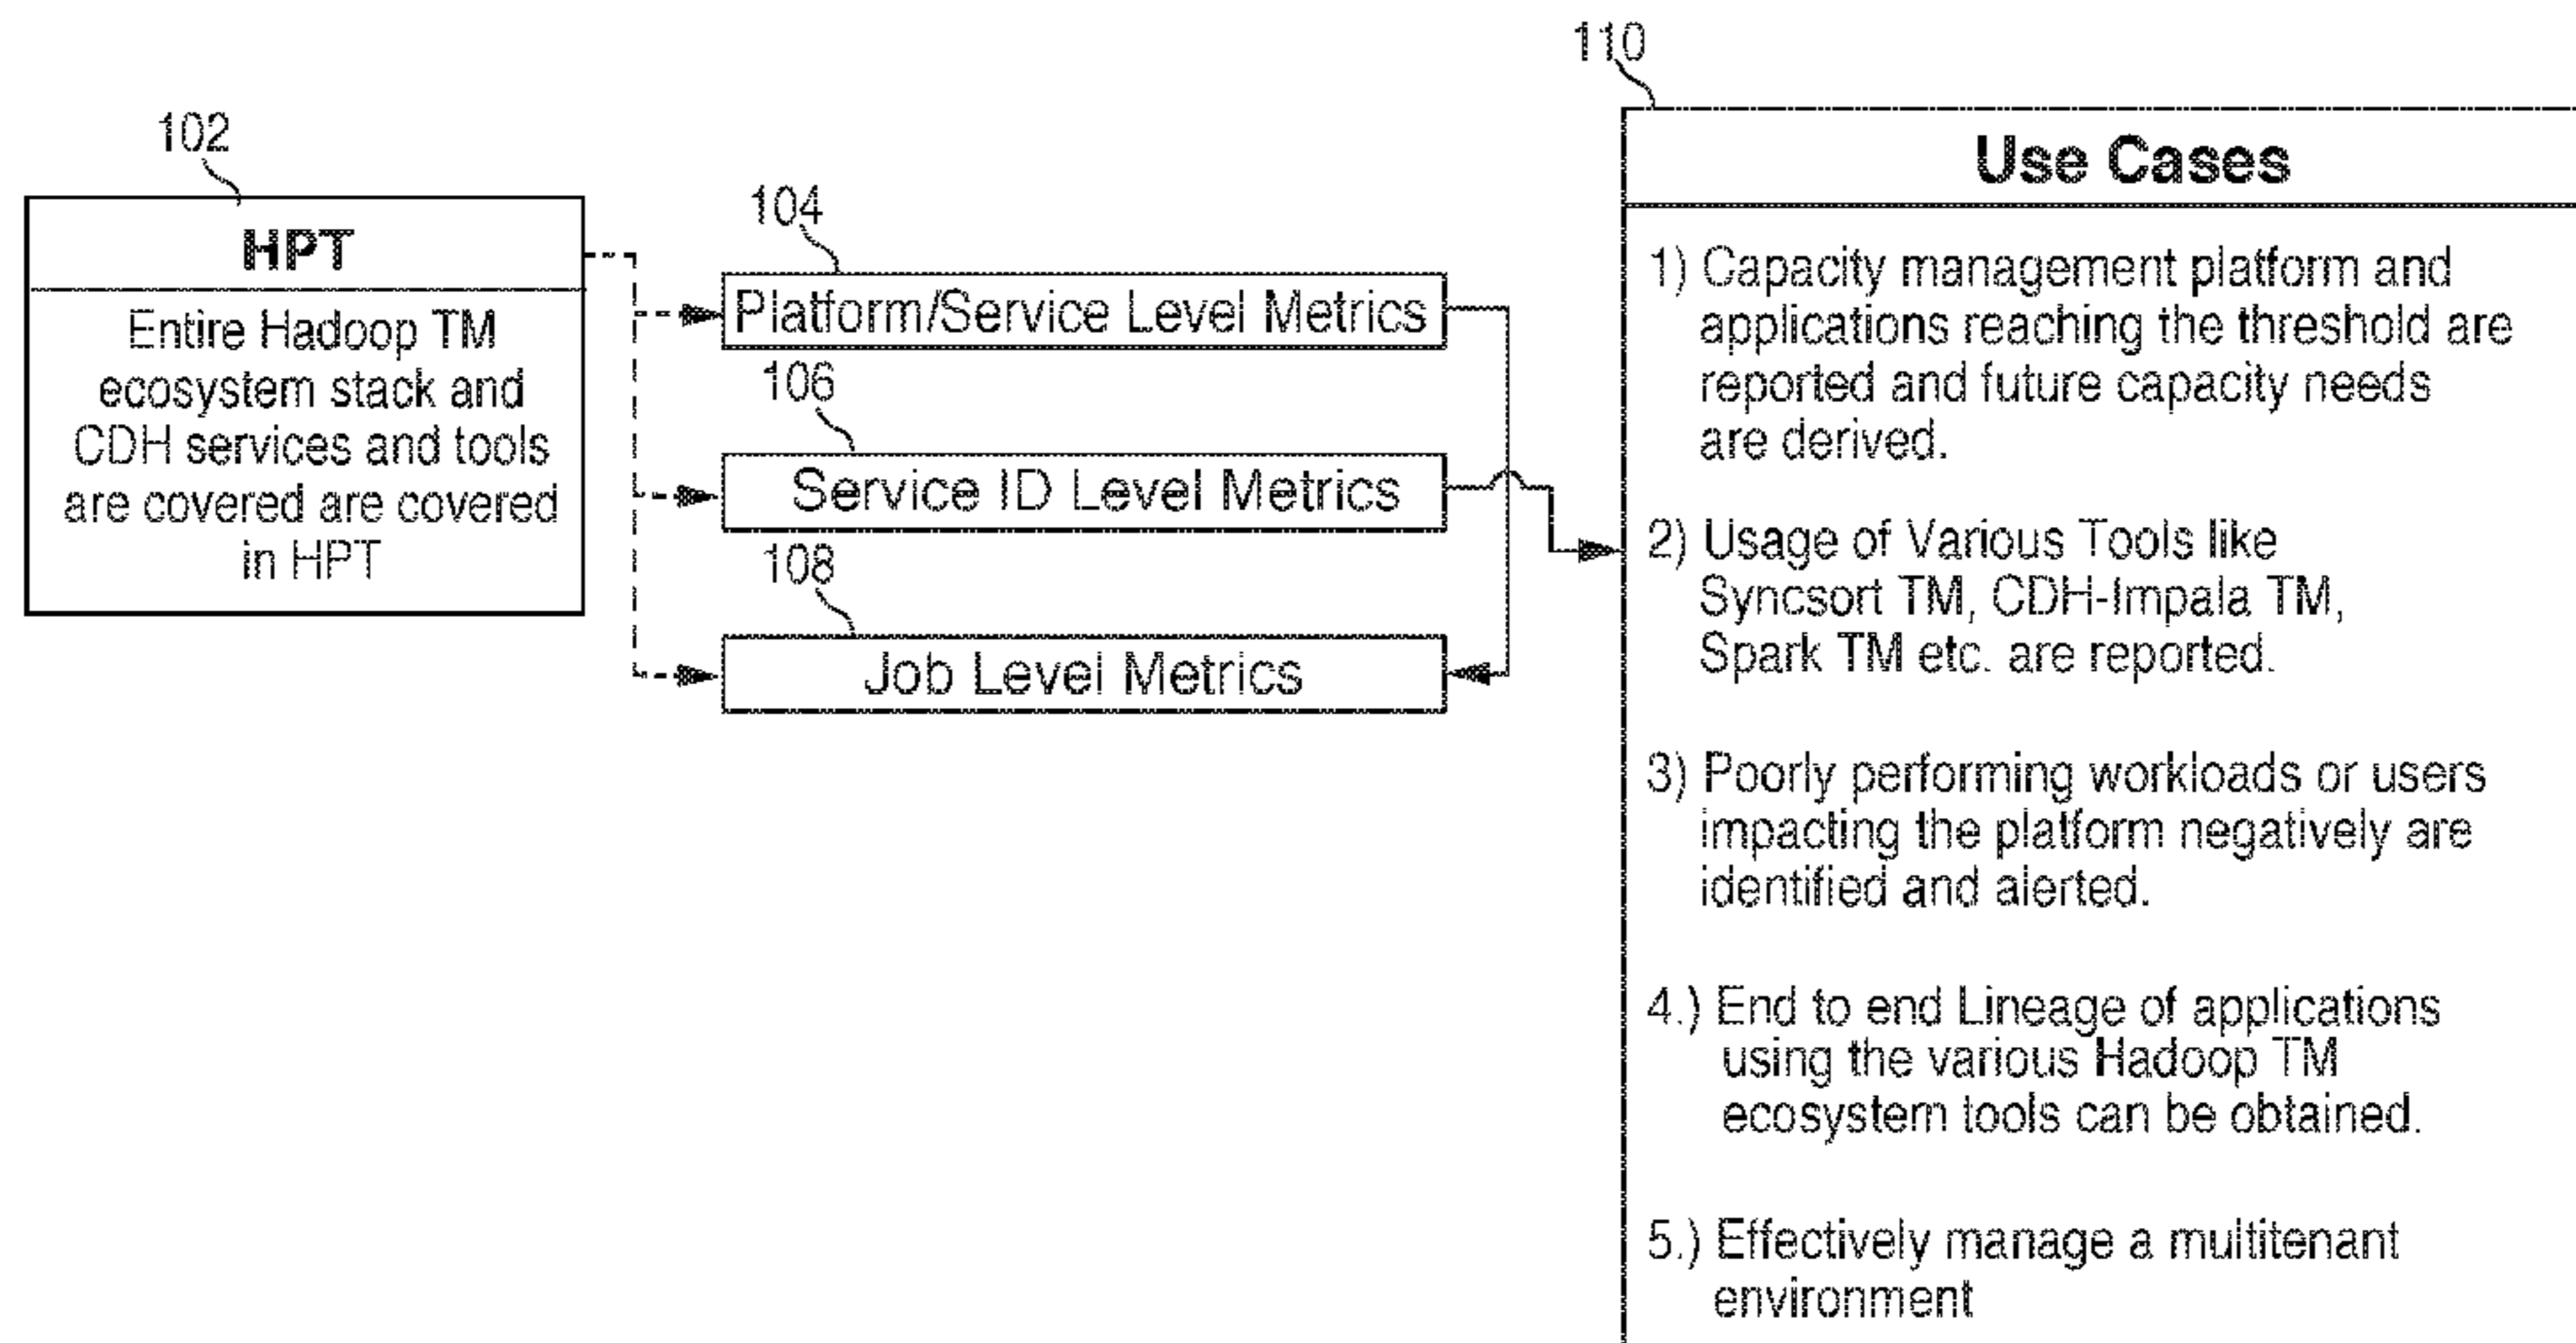 102
HPT
Entire Hadoop TM
ecosystem stack and
CDH services and tools
are covered are covered
in HPT
104
Platform/Service Level Metrics
106
Service ID Level Metrics
108
Job Level Metrics
110
Use Cases
1) Capacity management platform and
applications reaching the threshold are
reported and future capacity needs
are derived.
2) Usage of Various Tools like
Syncsort TM, CDH-Impala TM,
Spark TM etc. are reported.
3) Poorly performing workloads or users
impacting the platform negatively are
identified and alerted.
4.) End to end Lineage of applications
using the various Hadoop TM
ecosystem tools can be obtained.
5.) Effectively manage a multitenant
environment